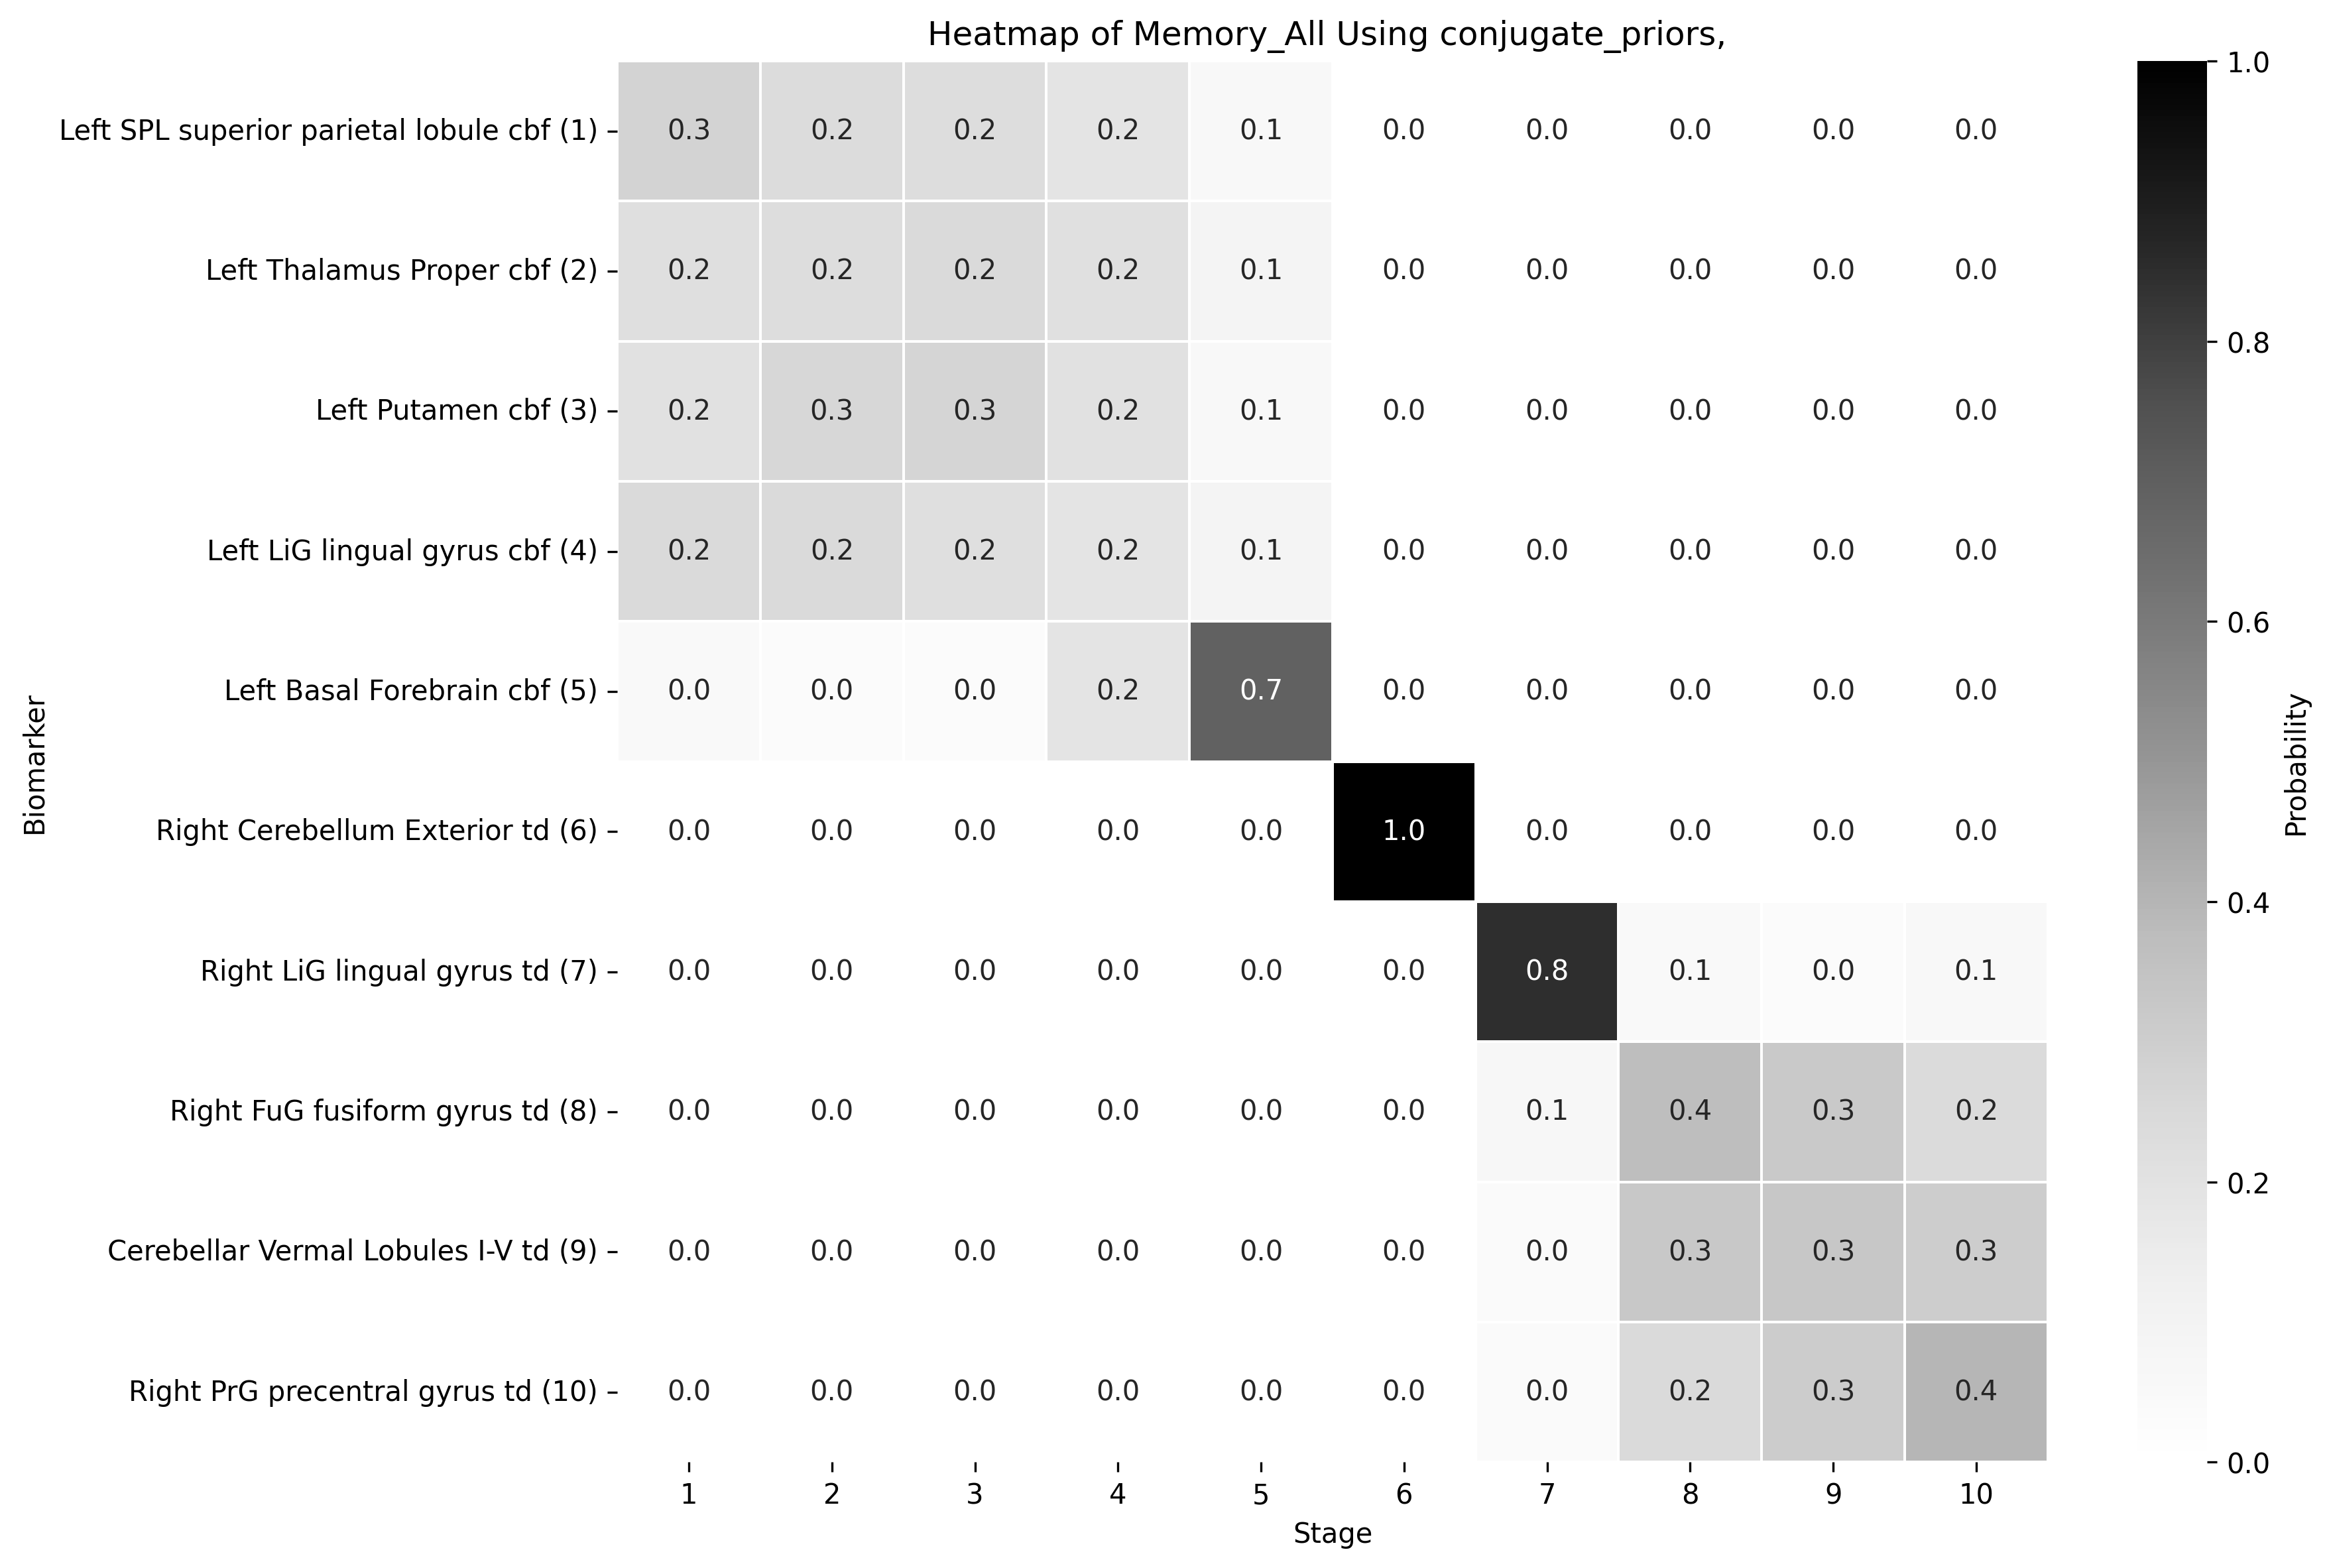 Heatmap of Memory_All Using conjugate_priors,
Left SPL superior parietal lobule cbf (1) 0.3 0.2 0.2 0.2 0.1 0.0 0.0 0.0 0.0 0.0
Left Thalamus Proper cbf (2) 0.2 0.2 0.2 0.2 0.1 0.0 0.0 0.0 0.0 0.0
Left Putamen cbf (3) 0.2 0.3 0.3 0.2 0.1 0.0 0.0 0.0 0.0 0.0
Left LiG lingual gyrus cbf (4) 0.2 0.2 0.2 0.2 0.1 0.0 0.0 0.0 0.0 0.0
Left Basal Forebrain cbf (5) 0.0 0.0 0.0 0.2 0.7 0.0 0.0 0.0 0.0 0.0
Right Cerebellum Exterior td (6) 0.0 0.0 0.0 0.0 0.0 1.0 0.0 0.0 0.0 0.0
Right LiG lingual gyrus td (7) 0.0 0.0 0.0 0.0 0.0 0.0 0.8 0.1 0.0 0.1
Right FuG fusiform gyrus td (8) 0.0 0.0 0.0 0.0 0.0 0.0 0.1 0.4 0.3 0.2
Cerebellar Vermal Lobules I-V td (9) 0.0 0.0 0.0 0.0 0.0 0.0 0.0 0.3 0.3 0.3
Right PrG precentral gyrus td (10) 0.0 0.0 0.0 0.0 0.0 0.0 0.0 0.2 0.3 0.4
1 2 3 4 5 6 7 8 9 10
Stage
Biomarker
1.0
0.8
0.6
0.4
0.2
0.0
Probability